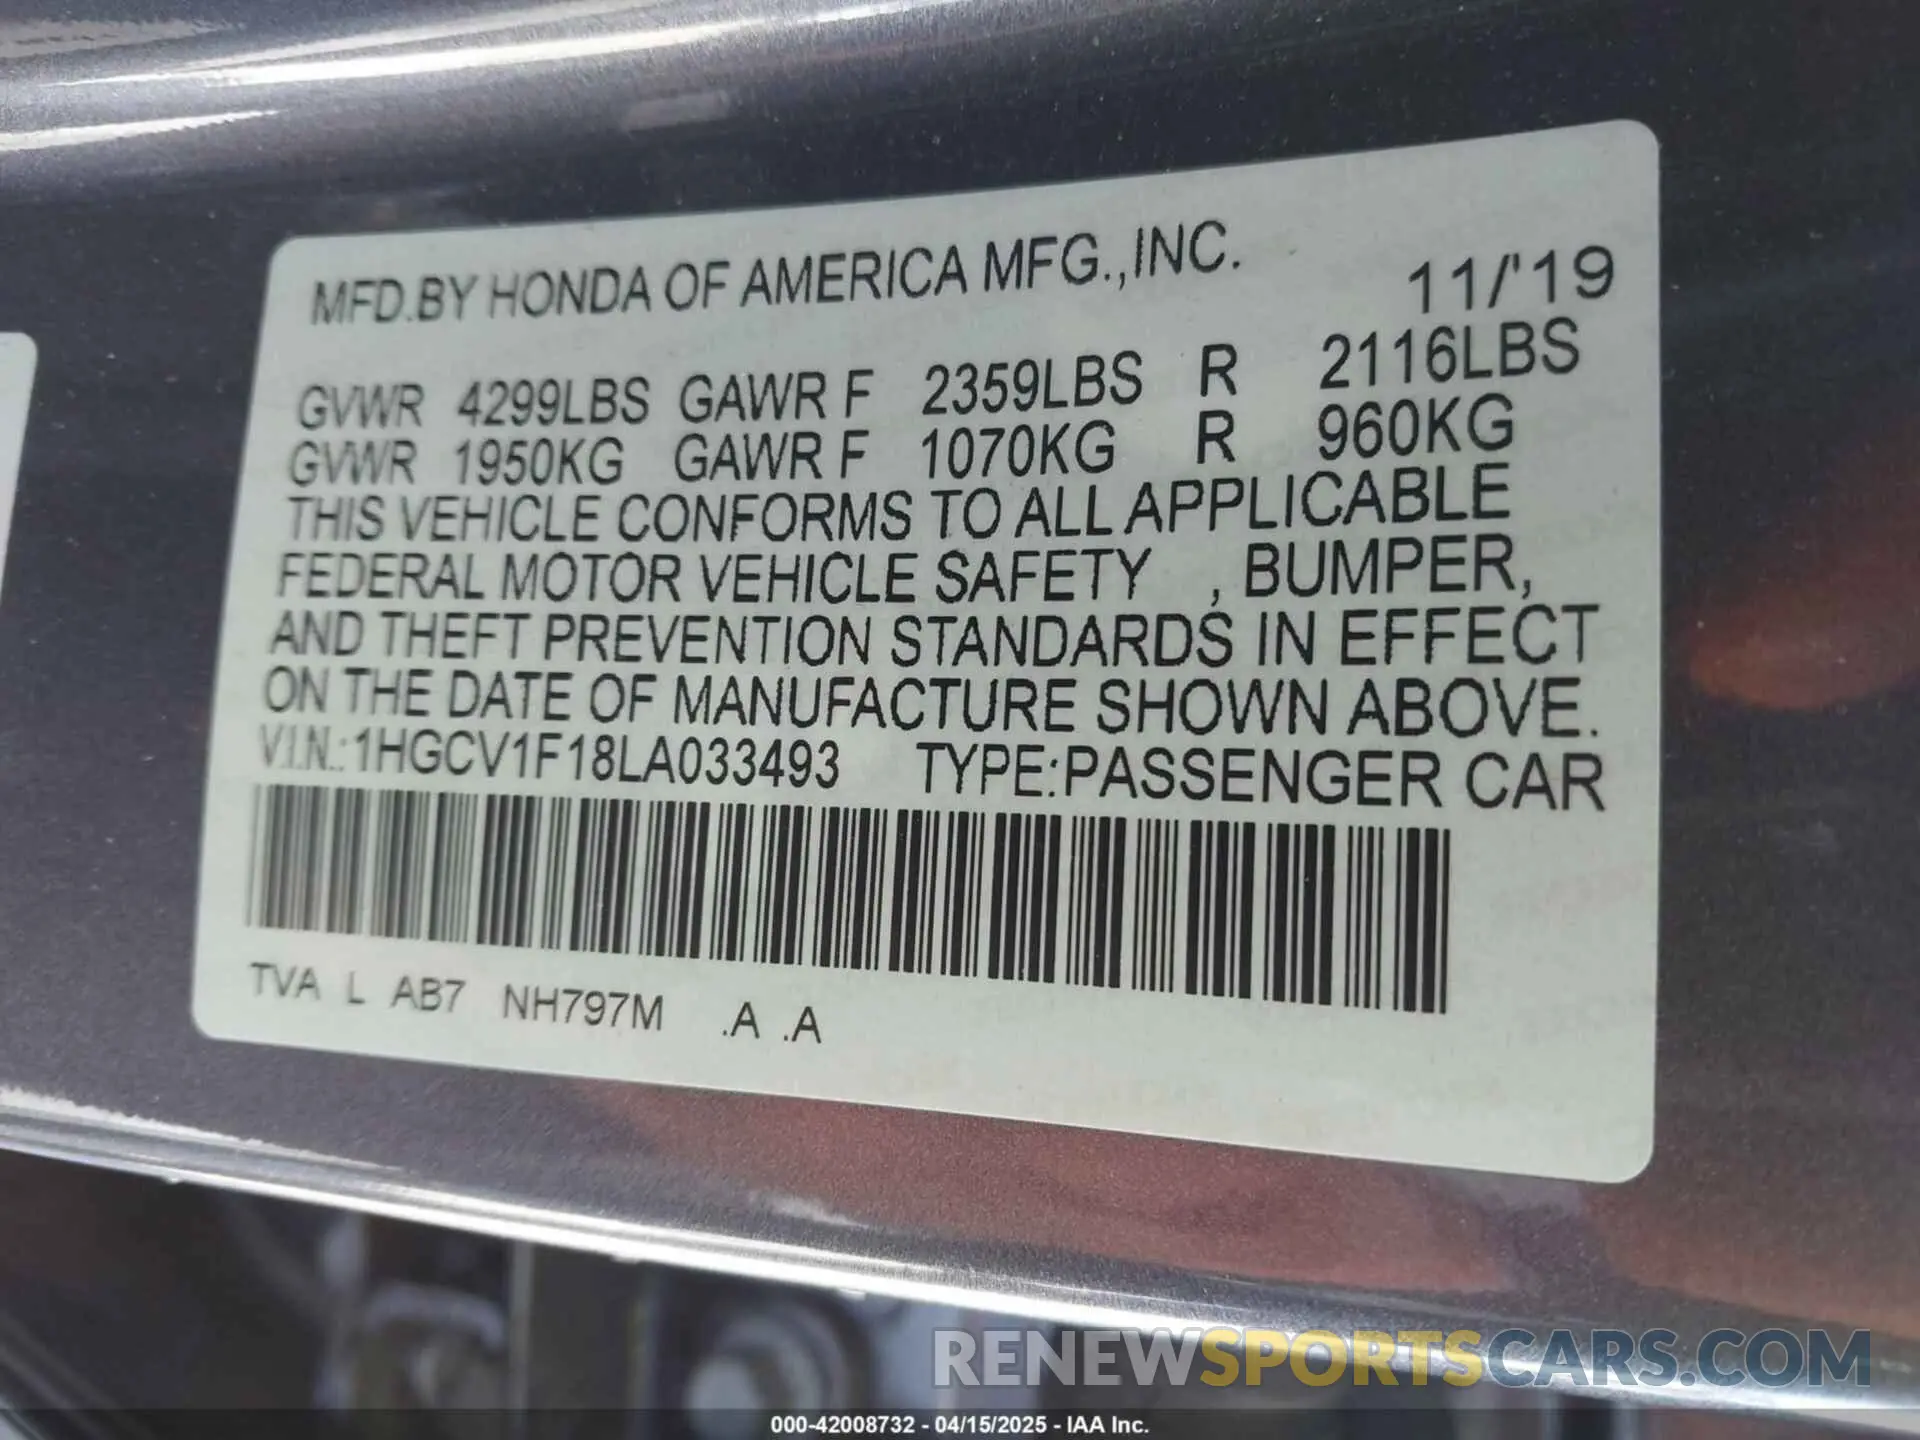 MFD.BY HONDA OF AMERICA MFG.,INC. 11/'19
GVWR 4299LBS GAWR F 2359LBS R 2116LBS
GVWR 1950KG GAWR F 1070KG R 960KG
THIS VEHICLE CONFORMS TO ALL APPLICABLE
FEDERAL MOTOR VEHICLE SAFETY , BUMPER,
AND THEFT PREVENTION STANDARDS IN EFFECT
ON THE DATE OF MANUFACTURE SHOWN ABOVE.
V.I.N.:1HGCV1F18LA033493 TYPE:PASSENGER CAR
TVA L AB7 NH797M .A .A
RENEWSPORTSCARS.COM
000-42008732 - 04/15/2025 - IAA Inc.